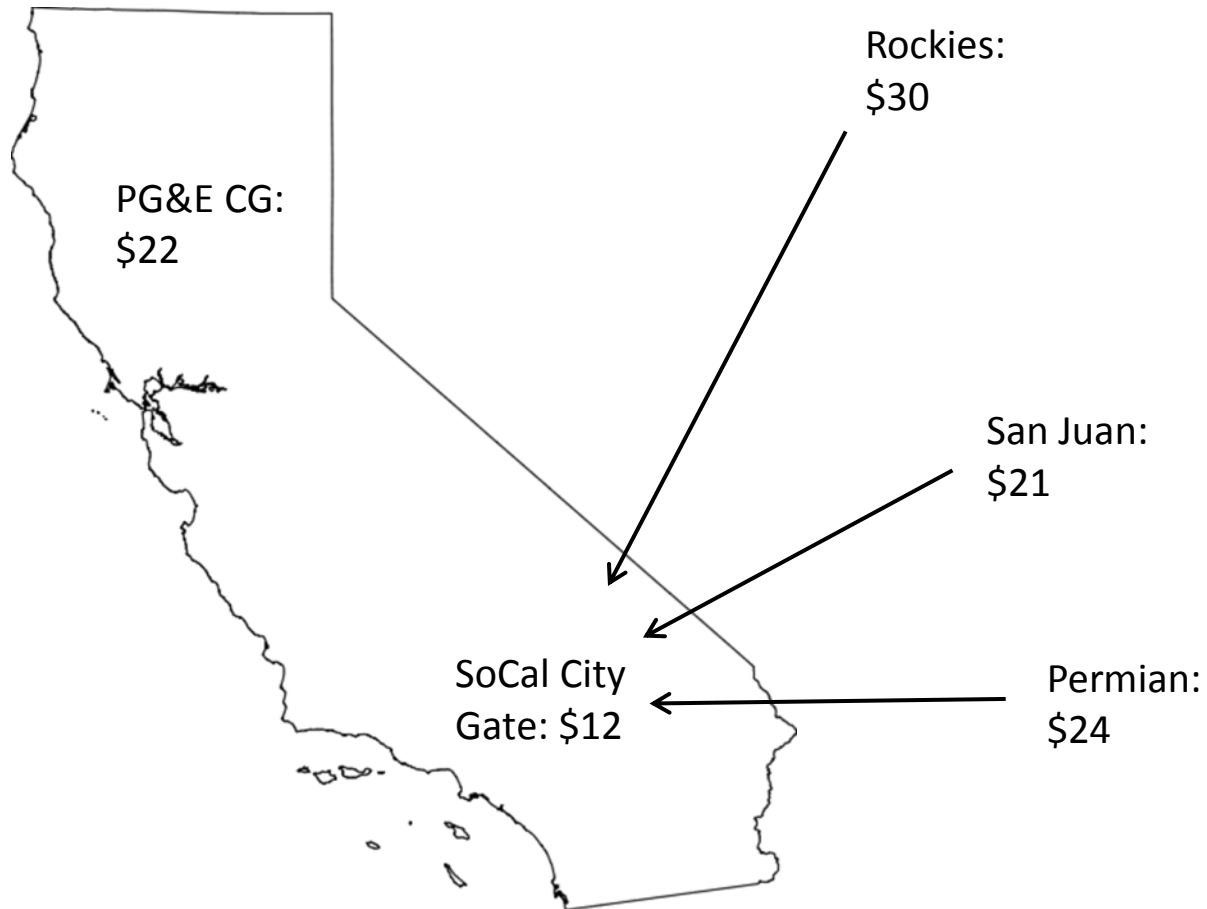 Rockies:
$30
PG&E CG:
$22
San Juan:
$21
SoCal City
Gate: $12
Permian:
$24